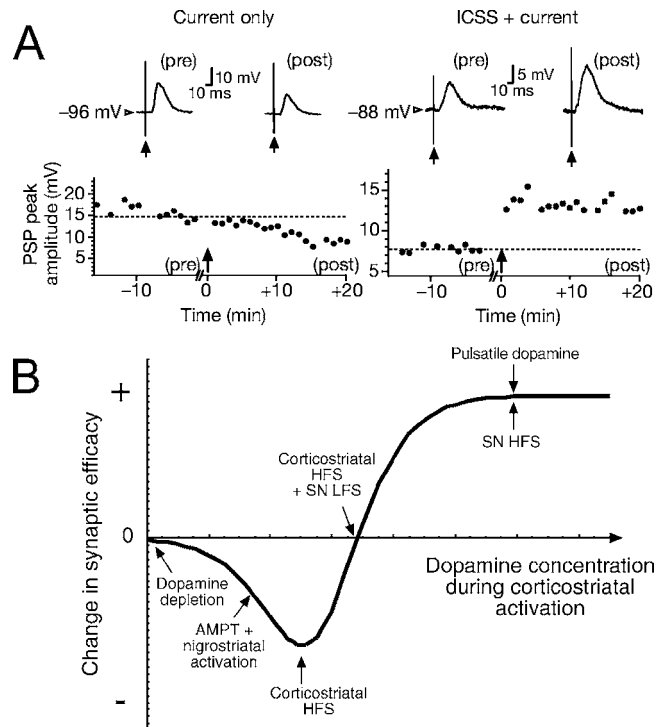 A
Current only
ICSS + current
(pre)
10 mV
10 ms
(post)
(pre)
5 mV
10 ms
(post)
–96 mV
–88 mV
PSP peak
amplitude (mV)
20
15
10
5
(pre)
(post)
–10
0
+10
+20
Time (min)
15
10
5
(pre)
(post)
–10
0
+10
+20
Time (min)
B
Change in synaptic efficacy
+
0
-
Pulsatile dopamine
SN HFS
Corticostriatal
HFS
+ SN LFS
Dopamine
depletion
AMPT +
nigrostriatal
activation
Corticostriatal
HFS
Dopamine concentration
during corticostriatal
activation